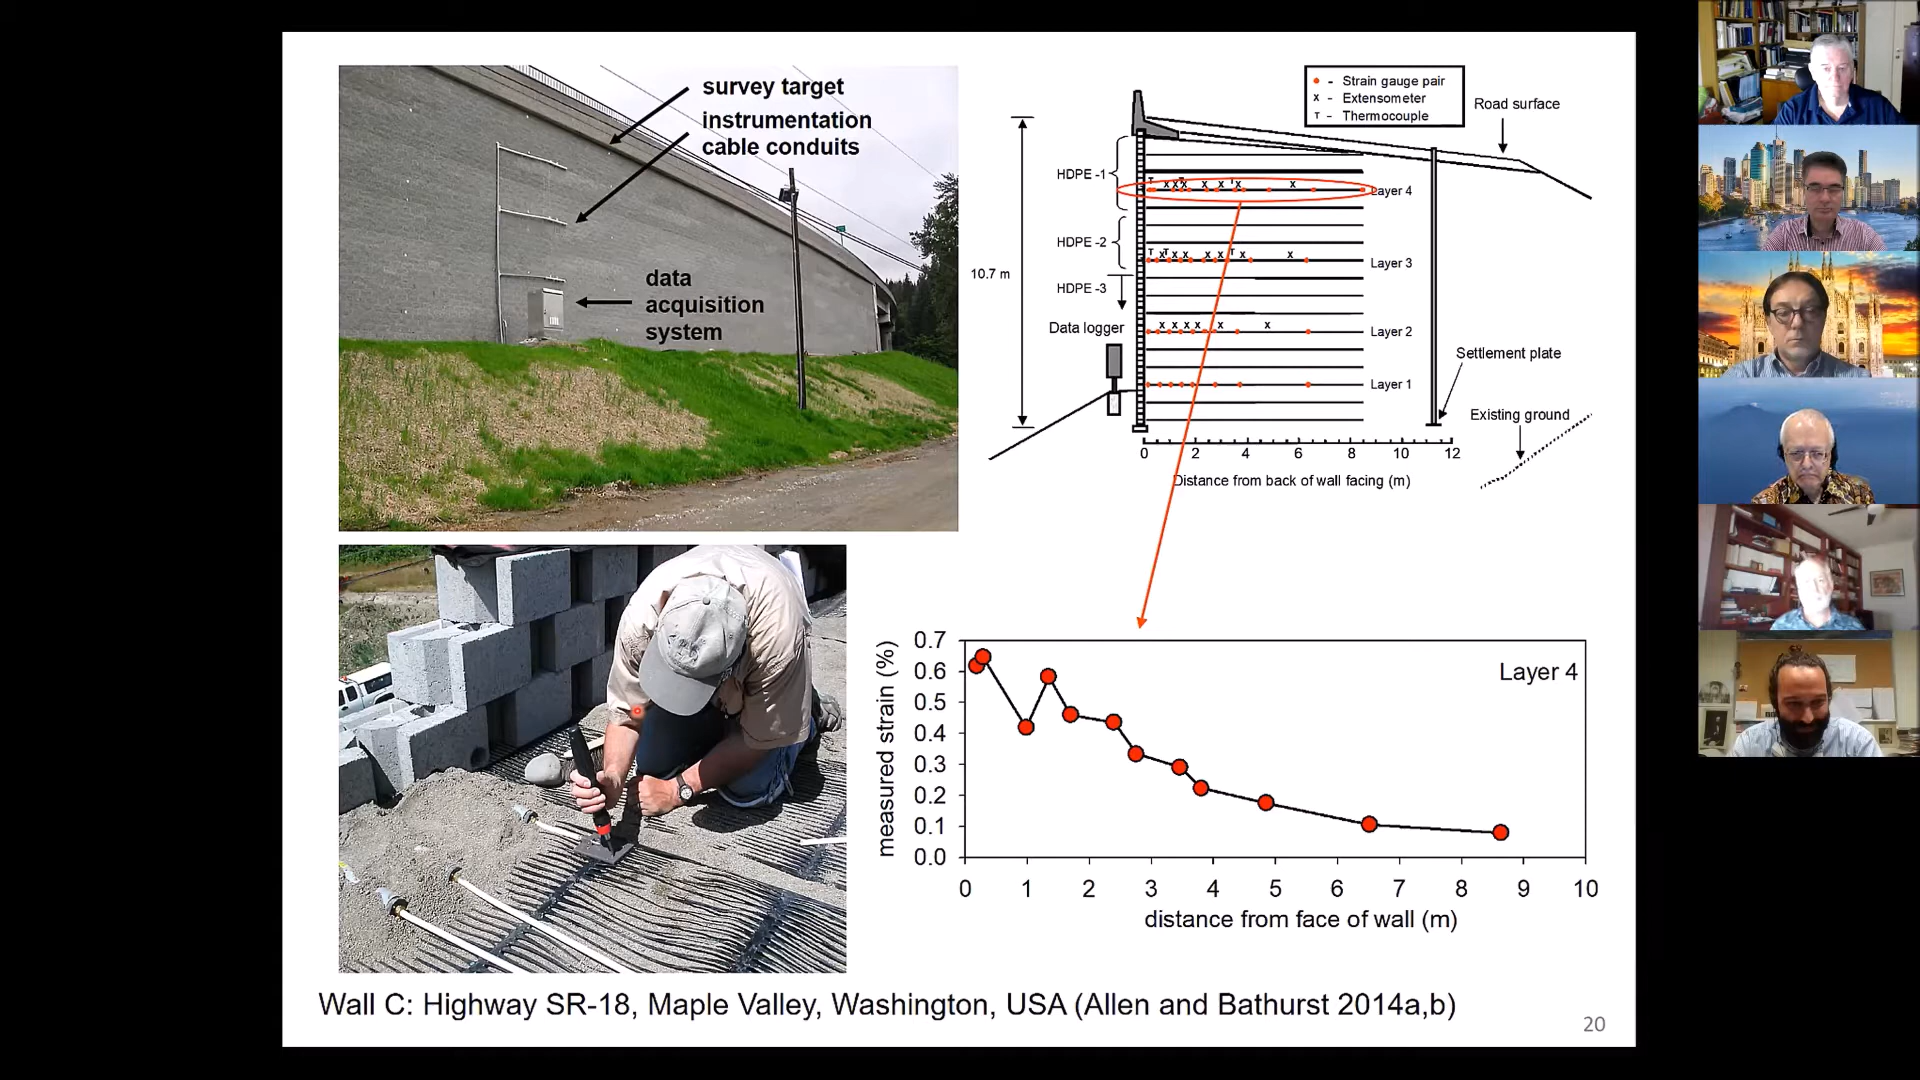 survey target
instrumentation
cable conduits
data
acquisition
system
- Strain gauge pair
x - Extensometer
T - Thermocouple
Road surface
HDPE -1
Layer 4
HDPE -2
Layer 3
10.7 m
HDPE -3
Data logger
Layer 2
Settlement plate
Layer 1
Existing ground
0 2 4 6 8 10 12
Distance from back of wall facing (m)
measured strain (%)
0.7
0.6
0.5
0.4
0.3
0.2
0.1
0.0
Layer 4
0 1 2 3 4 5 6 7 8 9 10
distance from face of wall (m)
Wall C: Highway SR-18, Maple Valley, Washington, USA (Allen and Bathurst 2014a,b)
20